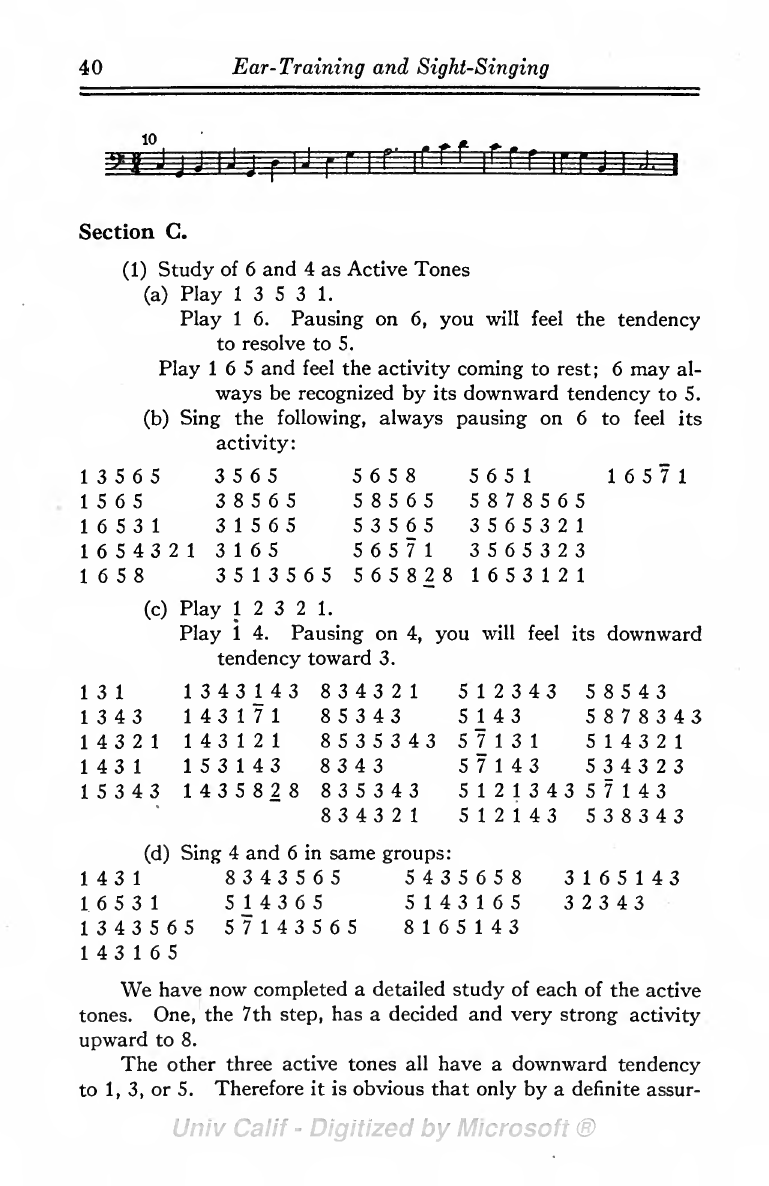 40 Ear-Training and Sight-Singing
10
Section C.
(1) Study of 6 and 4 as Active Tones
(a) Play 1 3 5 3 1.
Play 1 6. Pausing on 6, you will feel the tendency
to resolve to 5.
Play 1 6 5 and feel the activity coming to rest; 6 may al-
ways be recognized by its downward tendency to 5.
(b) Sing the following, always pausing on 6 to feel its
activity:
1 3 5 6 5 3 5 6 5 5 6 5 8 5 6 5 1 1 6 5 7̅ 1
1 5 6 5 3 8 5 6 5 5 8 5 6 5 5 8 7 8 5 6 5
1 6 5 3 1 3 1 5 6 5 5 3 5 6 5 3 5 6 5 3 2 1
1 6 5 4 3 2 1 3 1 6 5 5 6 5 7̅ 1 3 5 6 5 3 2 3
1 6 5 8 3 5 1 3 5 6 5 5 6 5 8 2̲ 8 1 6 5 3 1 2 1
(c) Play 1 2 3 2 1.
Play 1 4. Pausing on 4, you will feel its downward
tendency toward 3.
1 3 1 1 3 4 3 1 4 3 8 3 4 3 2 1 5 1 2 3 4 3 5 8 5 4 3
1 3 4 3 1 4 3 1 7̅ 1 8 5 3 4 3 5 1 4 3 5 8 7 8 3 4 3
1 4 3 2 1 1 4 3 1 2 1 8 5 3 5 3 4 3 5 7̅ 1 3 1 5 1 4 3 2 1
1 4 3 1 1 5 3 1 4 3 8 3 4 3 5 7̅ 1 4 3 5 3 4 3 2 3
1 5 3 4 3 1 4 3 5 8 2̲ 8 8 3 5 3 4 3 5 1 2 1 3 4 3 5 7̅ 1 4 3
8 3 4 3 2 1 5 1 2 1 4 3 5 3 8 3 4 3
(d) Sing 4 and 6 in same groups:
1 4 3 1 8 3 4 3 5 6 5 5 4 3 5 6 5 8 3 1 6 5 1 4 3
1 6 5 3 1 5 1 4 3 6 5 5 1 4 3 1 6 5 3 2 3 4 3
1 3 4 3 5 6 5 5 7̅ 1 4 3 5 6 5 8 1 6 5 1 4 3
1 4 3 1 6 5
We have now completed a detailed study of each of the active
tones. One, the 7th step, has a decided and very strong activity
upward to 8.
The other three active tones all have a downward tendency
to 1, 3, or 5. Therefore it is obvious that only by a definite assur-
Univ Calif - Digitized by Microsoft ®